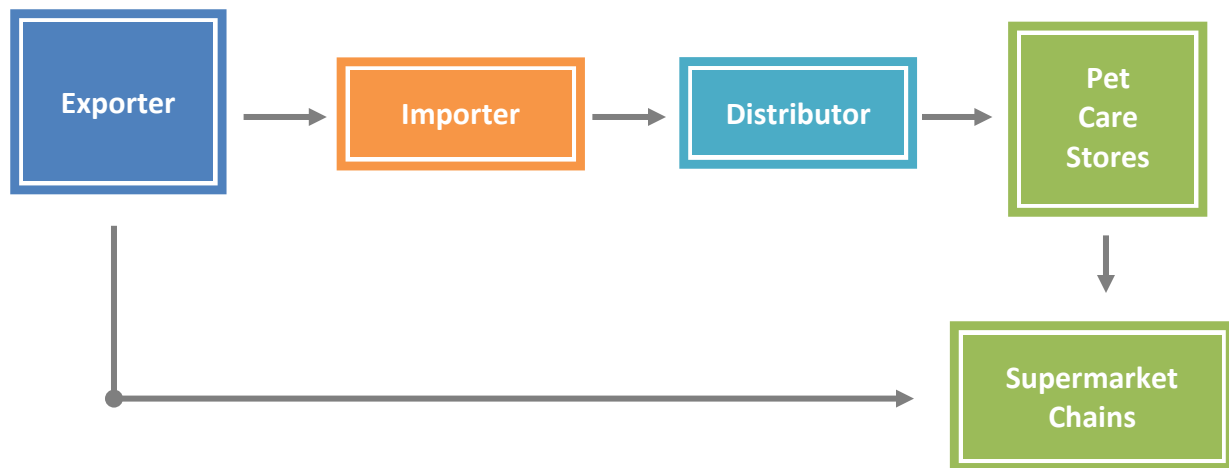 Exporter
Importer
Distributor
Pet
Care
Stores
Supermarket
Chains